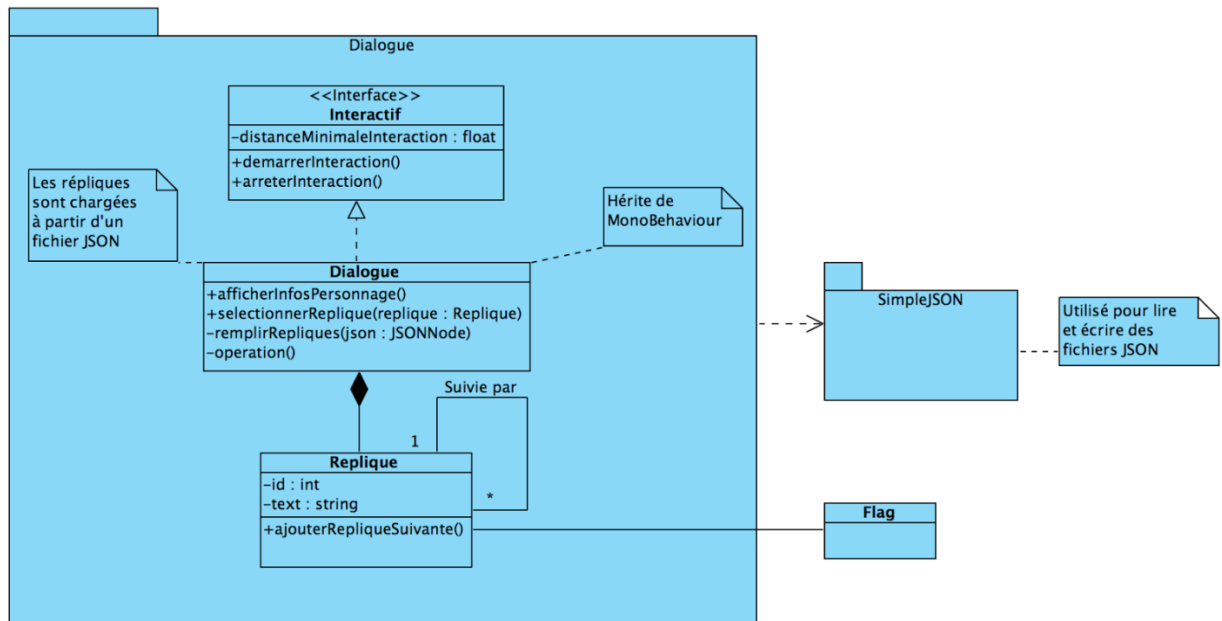 Dialogue
<<Interface>>
Interactif
-distanceMinimaleInteraction : float
+demarrerInteraction()
+arreterInteraction()
Les répliques
sont chargées
à partir d'un
fichier JSON
Hérite de
MonoBehaviour
Dialogue
+afficherInfosPersonnage()
+selectionnerReplique(replique : Replique)
-remplirRepliques(json : JSONNode)
-operation()
SimpleJSON
Utilisé pour lire
et écrire des
fichiers JSON
Suivie par
1
Replique
-id : int
-text : string
*
+ajouterRepliqueSuivante()
Flag